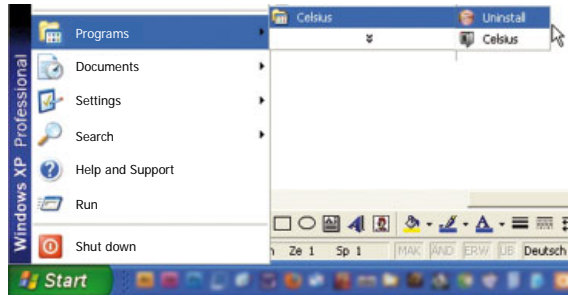 Celsius
Uninstall
Celsius
Programs
Documents
Settings
Search
Help and Support
Run
Shut down
Windows XP Professional
Ze 1 Sp 1 MAK ÄND ERW ÜB Deutsch
Start